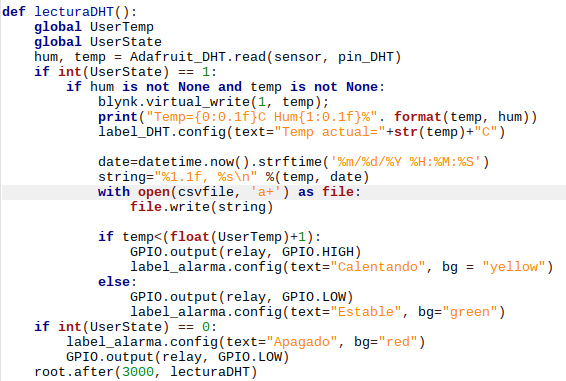 def lecturaDHT():
    global UserTemp
    global UserState
    hum, temp = Adafruit_DHT.read(sensor, pin_DHT)
    if int(UserState) == 1:
        if hum is not None and temp is not None:
            blynk.virtual_write(1, temp);
            print("Temp={0:0.1f}C Hum{1:0.1f}%". format(temp, hum))
            label_DHT.config(text="Temp actual="+str(temp)+"C")

            date=datetime.now().strftime('%m/%d/%Y %H:%M:%S')
            string="%1.1f, %s\n" %(temp, date)
            with open(csvfile, 'a+') as file:
                file.write(string)

            if temp<(float(UserTemp)+1):
                GPIO.output(relay, GPIO.HIGH)
                label_alarma.config(text="Calentando", bg = "yellow")
            else:
                GPIO.output(relay, GPIO.LOW)
                label_alarma.config(text="Estable", bg="green")
    if int(UserState) == 0:
        label_alarma.config(text="Apagado", bg="red")
        GPIO.output(relay, GPIO.LOW)
    root.after(3000, lecturaDHT)